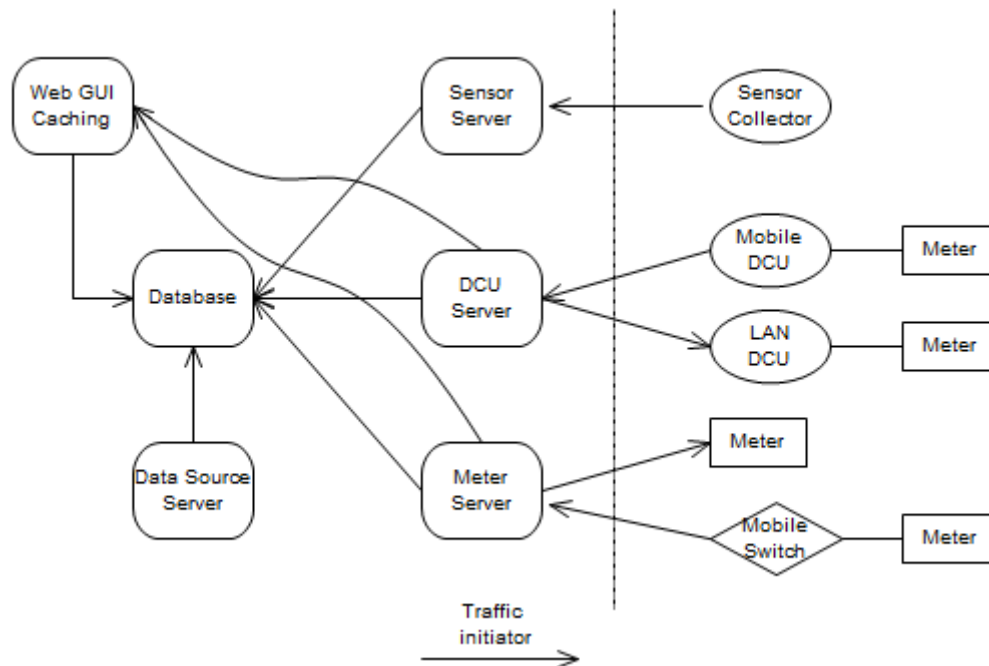 Web GUI
Caching
Sensor
Server
Sensor
Collector
Mobile
DCU
Meter
Database
DCU
Server
LAN
DCU
Meter
Data Source
Server
Meter
Server
Meter
Mobile
Switch
Meter
Traffic
initiator